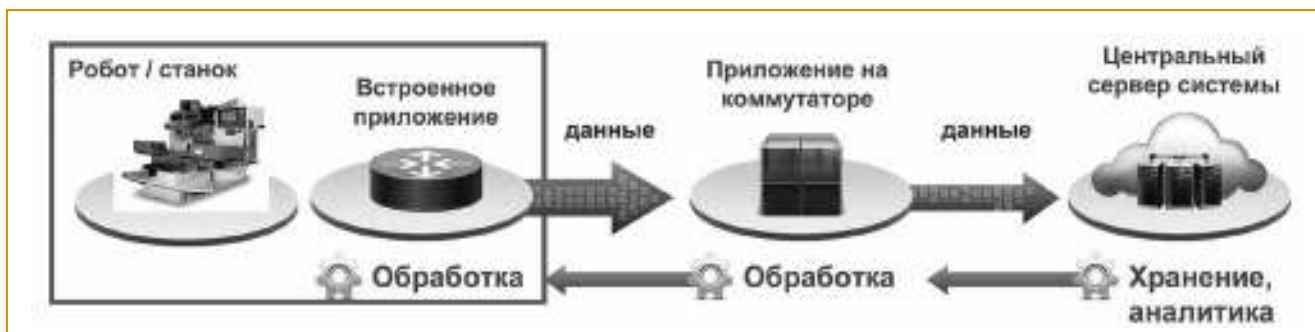 Робот / станок
Встроенное
приложение
данные
Приложение на
коммутаторе
данные
Центральный
сервер системы
Обработка
Обработка
Хранение,
аналитика